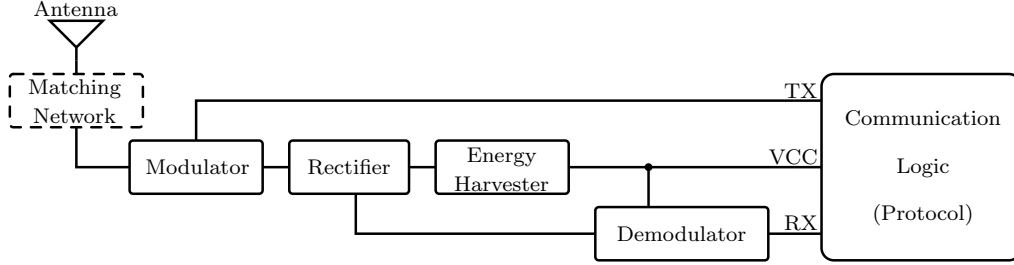 Antenna
Matching
Network
TX
Communication
Modulator
Rectifier
Energy
Harvester
VCC
Logic
(Protocol)
Demodulator
RX